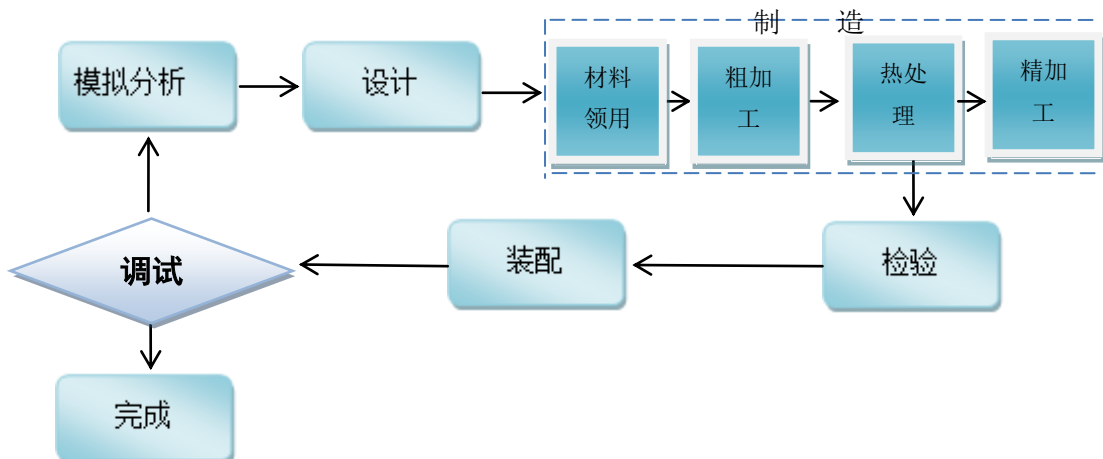 制 造
模拟分析
设计
材料
领用
粗加
工
热处
理
精加
工
检验
装配
调试
完成